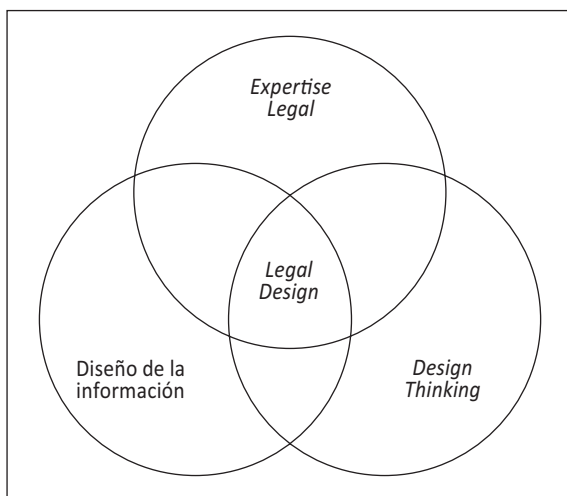 Expertise
Legal
Legal
Design
Diseño de la
información
Design
Thinking